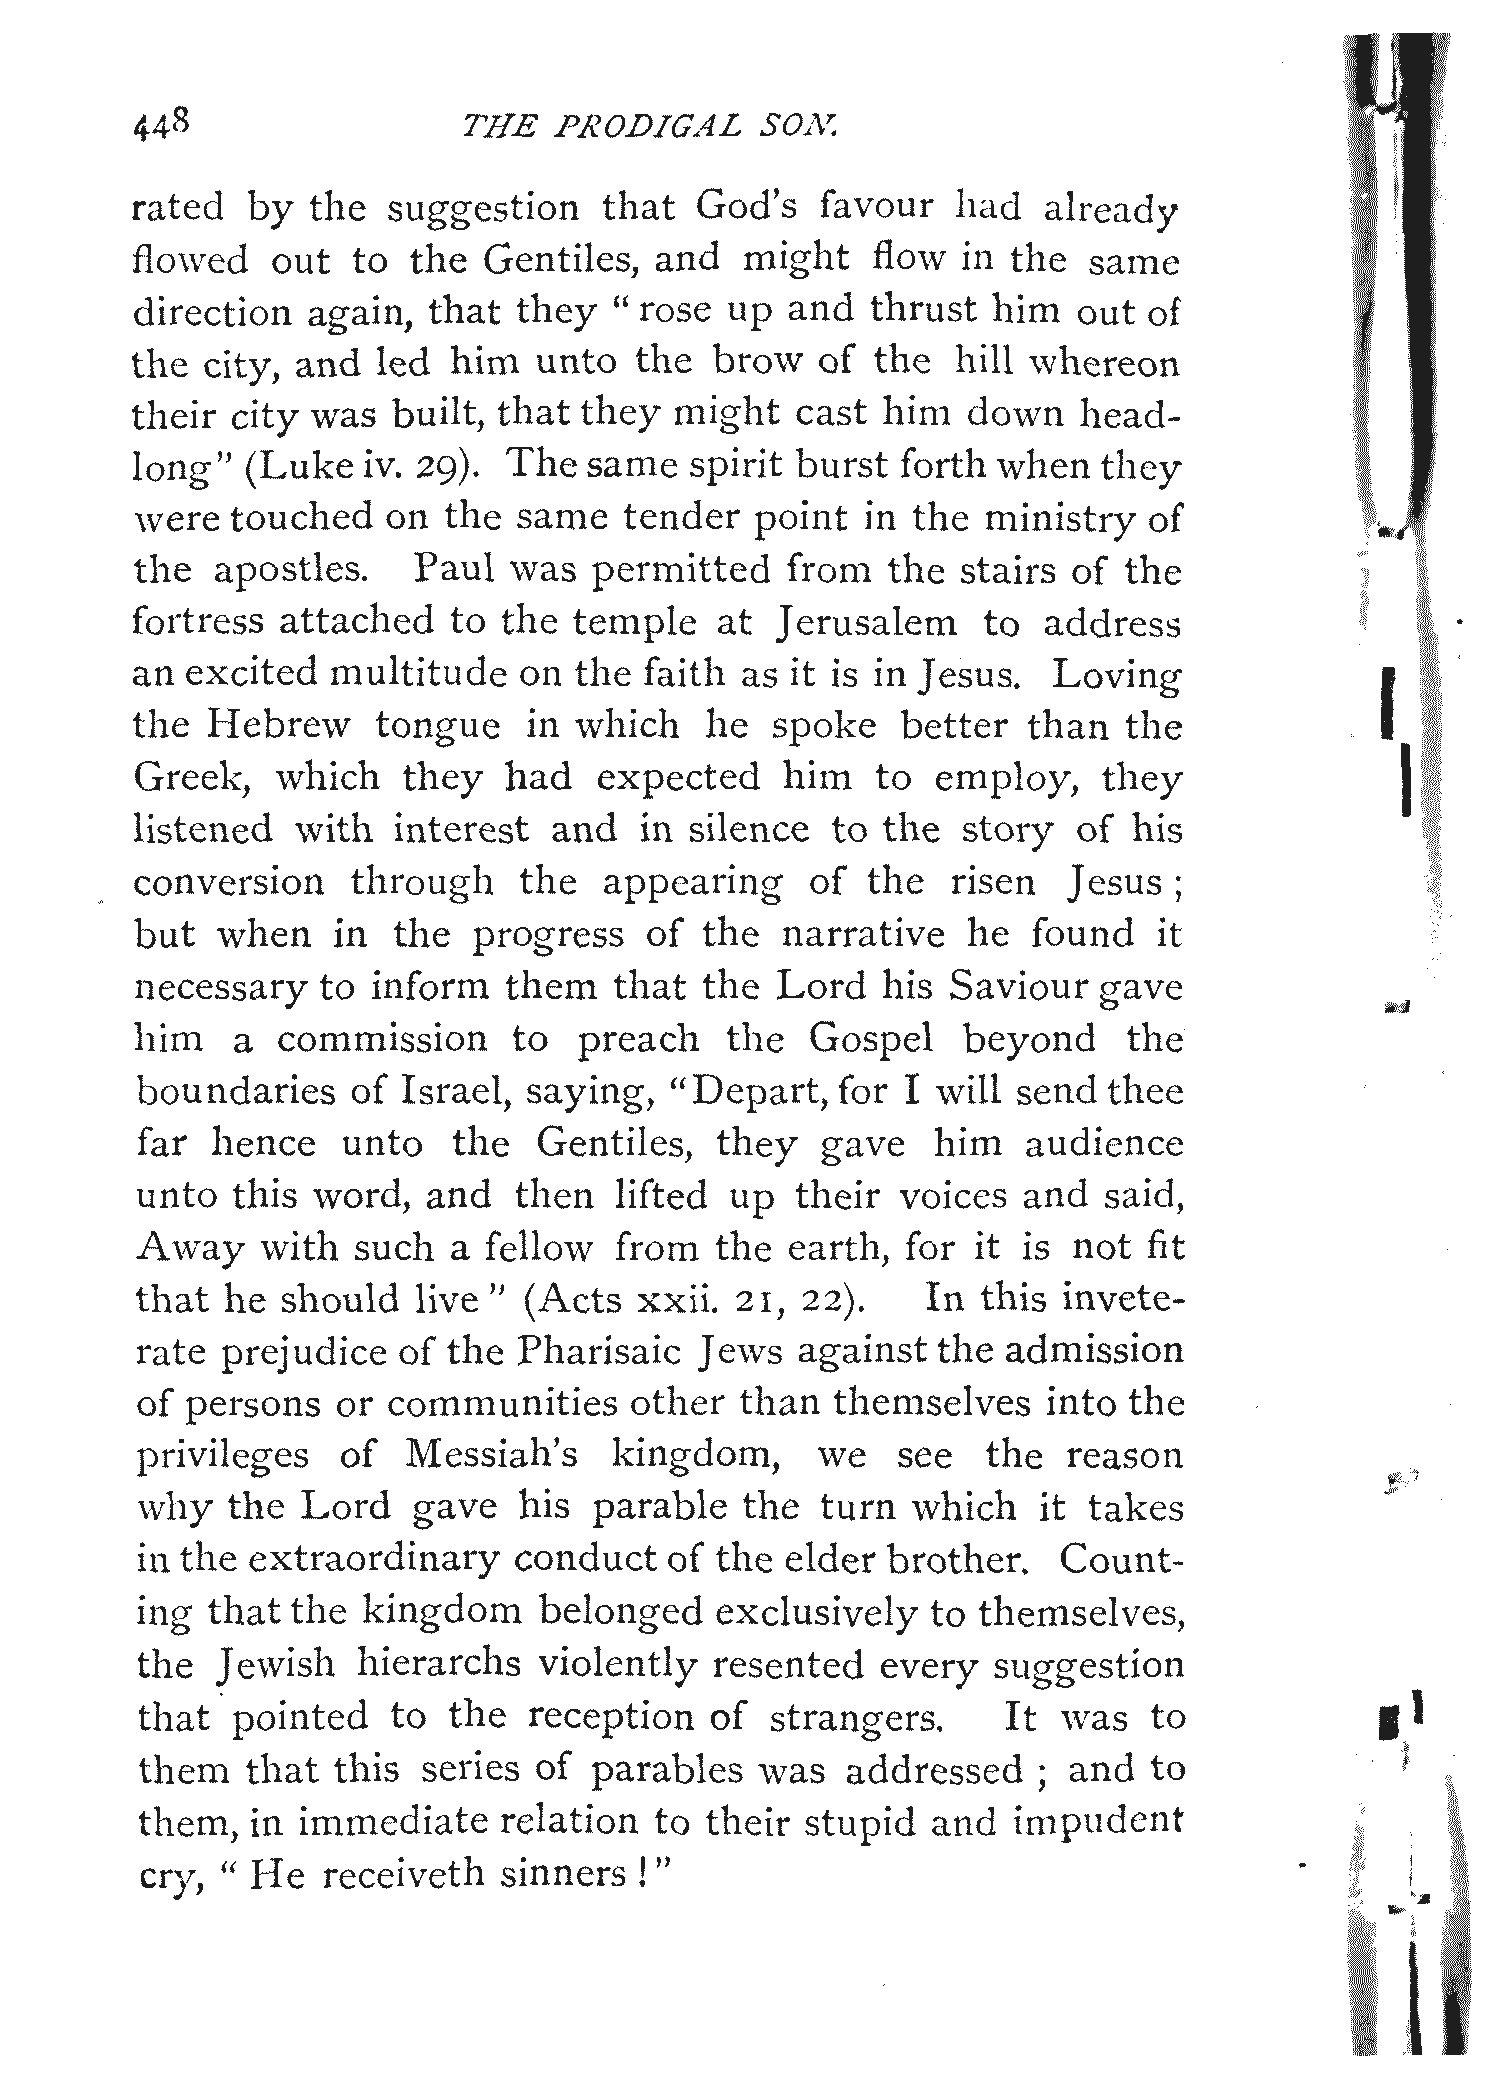 448 THE PRODIGAL SON.
rated by the suggestion that God's favour had already
flowed out to the Gentiles, and might flow in the same
direction again, that they “ rose up and thrust him out of
the city, and led him unto the brow of the hill whereon
their city was built, that they might cast him down head-
long” (Luke iv. 29). The same spirit burst forth when they
were touched on the same tender point in the ministry of
the apostles. Paul was permitted from the stairs of the
fortress attached to the temple at Jerusalem to address
an excited multitude on the faith as it is in Jesus. Loving
the Hebrew tongue in which he spoke better than the
Greek, which they had expected him to employ, they
listened with interest and in silence to the story of his
conversion through the appearing of the risen Jesus ;
but when in the progress of the narrative he found it
necessary to inform them that the Lord his Saviour gave
him a commission to preach the Gospel beyond the
boundaries of Israel, saying, “Depart, for I will send thee
far hence unto the Gentiles, they gave him audience
unto this word, and then lifted up their voices and said,
Away with such a fellow from the earth, for it is not fit
that he should live ” (Acts xxii. 21, 22). In this invete-
rate prejudice of the Pharisaic Jews against the admission
of persons or communities other than themselves into the
privileges of Messiah's kingdom, we see the reason
why the Lord gave his parable the turn which it takes
in the extraordinary conduct of the elder brother. Count-
ing that the kingdom belonged exclusively to themselves,
the Jewish hierarchs violently resented every suggestion
that pointed to the reception of strangers. It was to
them that this series of parables was addressed ; and to
them, in immediate relation to their stupid and impudent
cry, “ He receiveth sinners !”